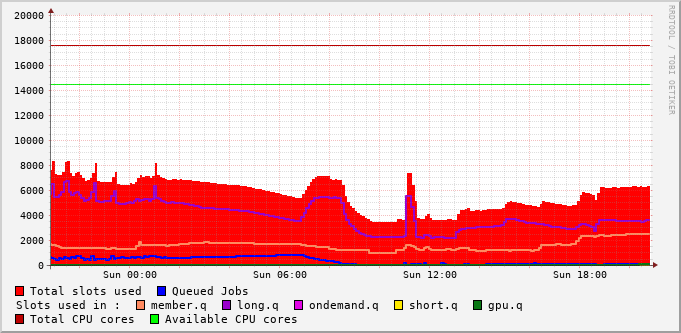 20000
18000
16000
14000
12000
10000
8000
6000
4000
2000
0
Sun 00:00 Sun 06:00 Sun 12:00 Sun 18:00
RRDTOOL / TOBI OETIKER
Total slots used Queued Jobs
Slots used in : member.q long.q ondemand.q short.q gpu.q
Total CPU cores Available CPU cores